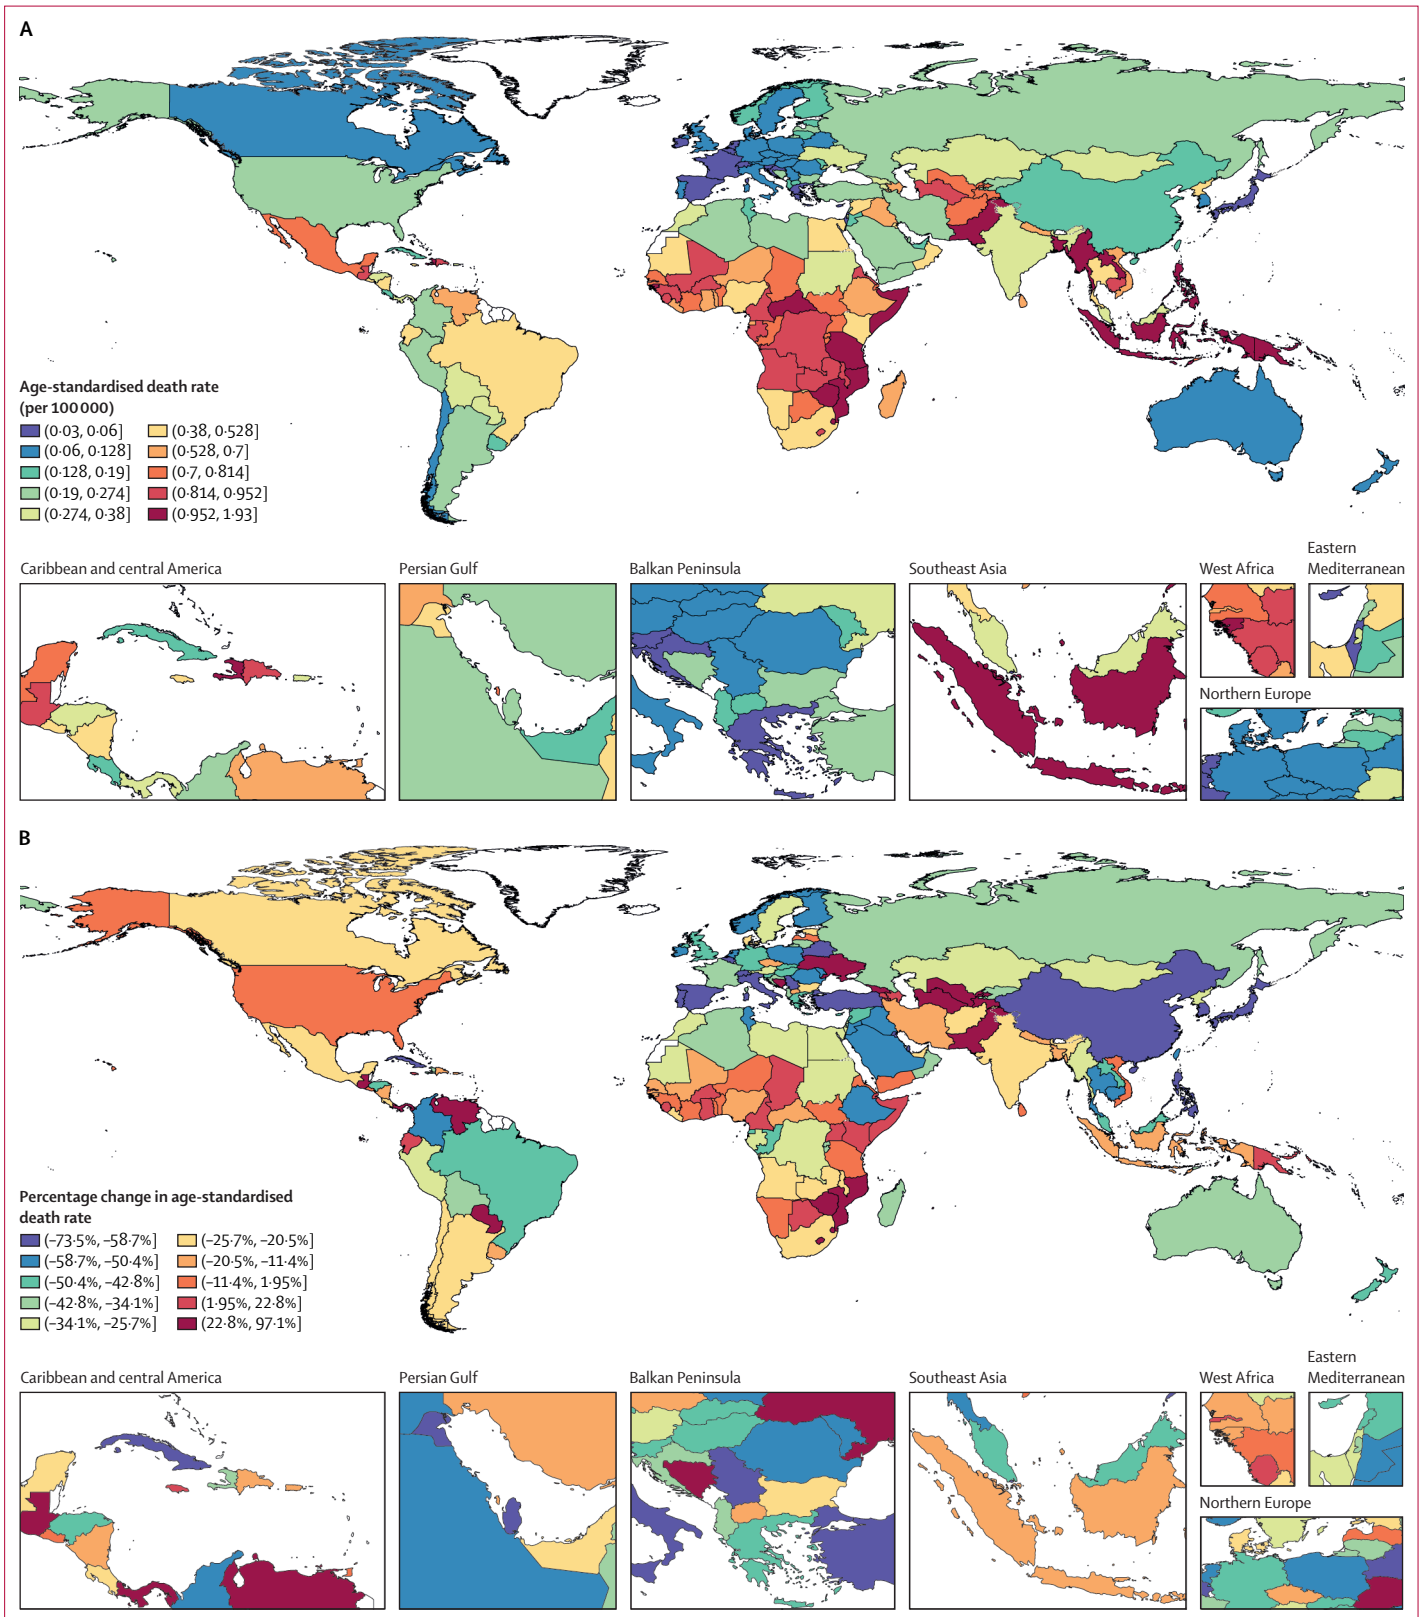 A
Age-standardised death rate
(per 100 000)
(0·03, 0·06]
(0·06, 0·128]
(0·128, 0·19]
(0·19, 0·274]
(0·274, 0·38]
(0·38, 0·528]
(0·528, 0·7]
(0·7, 0·814]
(0·814, 0·952]
(0·952, 1·93]
Caribbean and central America
Persian Gulf
Balkan Peninsula
Southeast Asia
West Africa
Eastern
Mediterranean
Northern Europe
B
Percentage change in age-standardised
death rate
(–73·5%, –58·7%]
(–58·7%, –50·4%]
(–50·4%, –42·8%]
(–42·8%, –34·1%]
(–34·1%, –25·7%]
(–25·7%, –20·5%]
(–20·5%, –11·4%]
(–11·4%, 1·95%]
(1·95%, 22·8%]
(22·8%, 97·1%]
Caribbean and central America
Persian Gulf
Balkan Peninsula
Southeast Asia
West Africa
Eastern
Mediterranean
Northern Europe